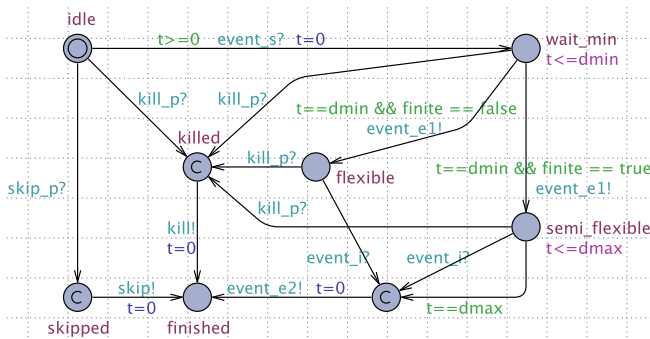 idle
t>=0 event_s? t=0
wait_min
t<=dmin
kill_p?
kill_p?
t==dmin && finite == false
event_e1!
killed
C
kill_p?
flexible
t==dmin && finite == true
event_e1!
skip_p?
kill_p?
kill!
t=0
semi_flexible
t<=dmax
event_i?
event_i?
C
skip!
t=0
event_e2! t=0
C
t==dmax
skipped
finished